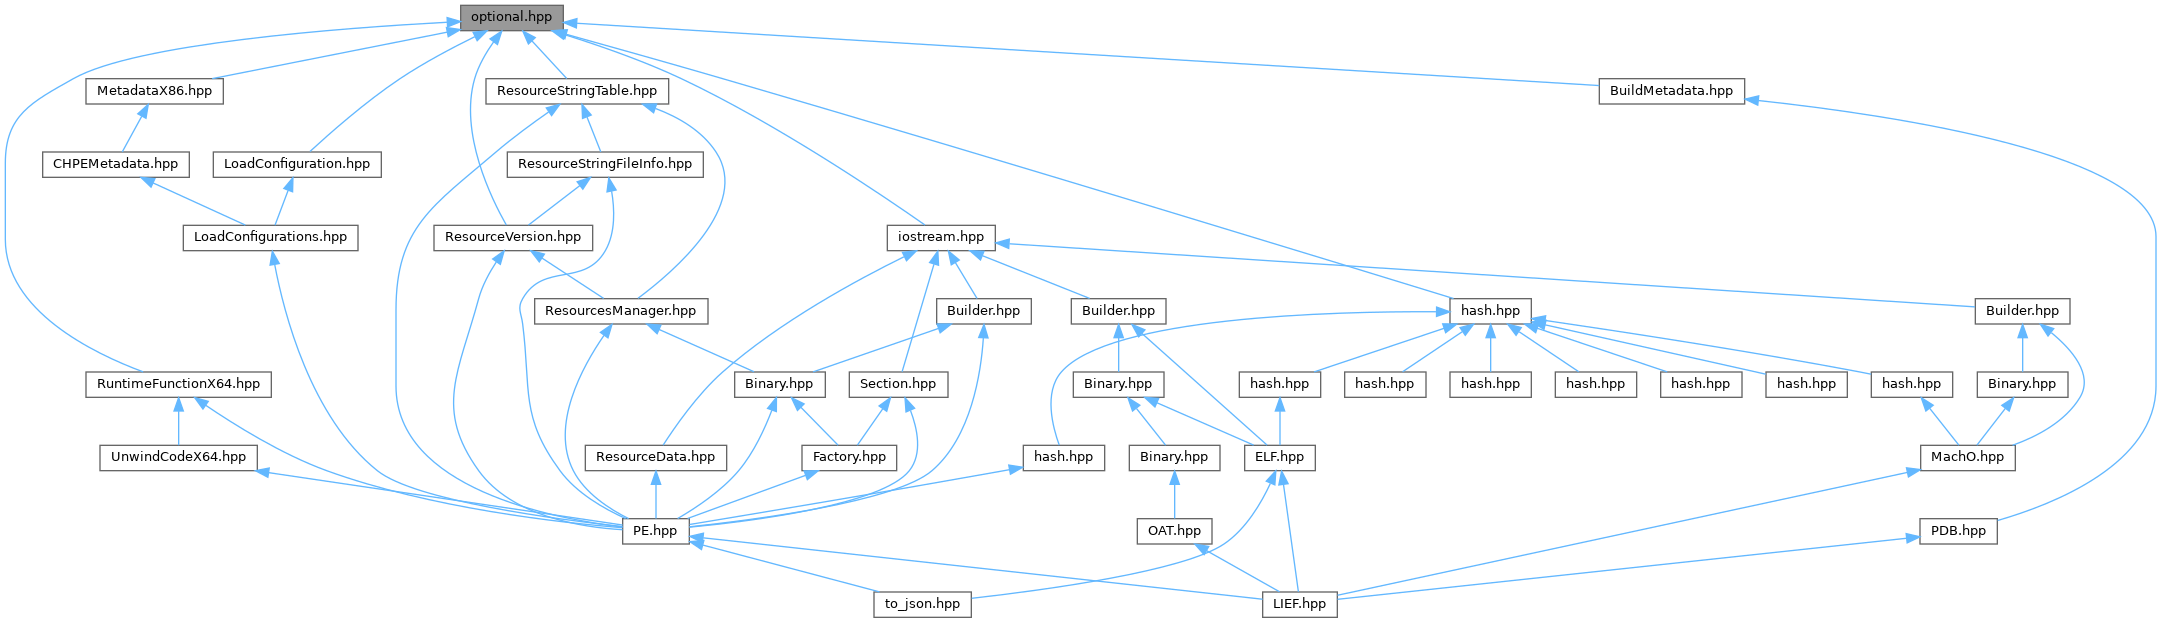 optional.hpp
MetadataX86.hpp
ResourceStringTable.hpp
BuildMetadata.hpp
CHPEMetadata.hpp
LoadConfiguration.hpp
ResourceStringFileInfo.hpp
LoadConfigurations.hpp
ResourceVersion.hpp
iostream.hpp
ResourcesManager.hpp
Builder.hpp
Builder.hpp
hash.hpp
Builder.hpp
RuntimeFunctionX64.hpp
Binary.hpp
Section.hpp
Binary.hpp
hash.hpp
hash.hpp
hash.hpp
hash.hpp
hash.hpp
hash.hpp
hash.hpp
Binary.hpp
UnwindCodeX64.hpp
ResourceData.hpp
Factory.hpp
hash.hpp
Binary.hpp
ELF.hpp
MachO.hpp
PE.hpp
OAT.hpp
PDB.hpp
to_json.hpp
LIEF.hpp